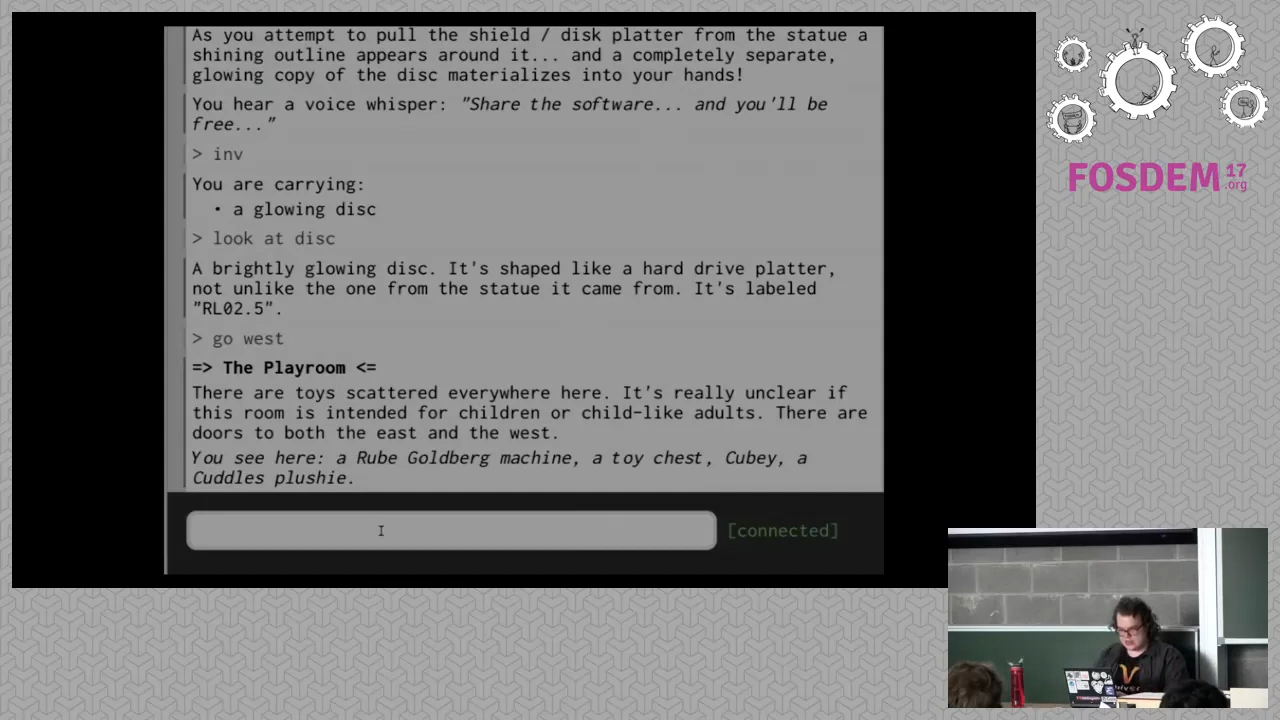 As you attempt to pull the shield / disk platter from the statue a
shining outline appears around it... and a completely separate,
glowing copy of the disc materializes into your hands!
You hear a voice whisper: "Share the software... and you'll be
free..."
> inv
You are carrying:
• a glowing disc
> look at disc
A brightly glowing disc. It's shaped like a hard drive platter,
not unlike the one from the statue it came from. It's labeled
"RL02.5".
> go west
=> The Playroom <=
There are toys scattered everywhere here. It's really unclear if
this room is intended for children or child-like adults. There are
doors to both the east and the west.
You see here: a Rube Goldberg machine, a toy chest, Cubey, a
Cuddles plushie.
[connected]
FOSDEM 17
.org